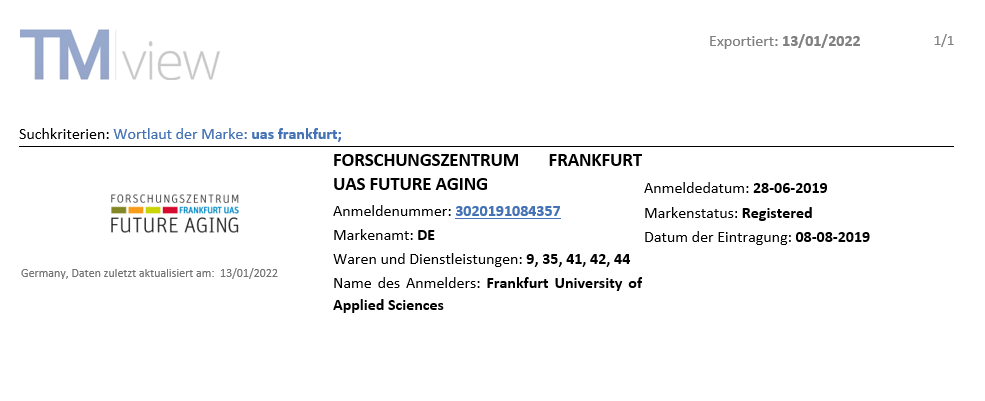 TM view
Exportiert: 13/01/2022
1/1
Suchkriterien: Wortlaut der Marke: uas frankfurt;
FORSCHUNGSZENTRUM
FRANKFURT UAS
FUTURE AGING
Germany, Daten zuletzt aktualisiert am: 13/01/2022
FORSCHUNGSZENTRUM FRANKFURT
UAS FUTURE AGING
Anmeldenummer: 3020191084357
Markenamt: DE
Waren und Dienstleistungen: 9, 35, 41, 42, 44
Name des Anmelders: Frankfurt University of
Applied Sciences
Anmeldedatum: 28-06-2019
Markenstatus: Registered
Datum der Eintragung: 08-08-2019